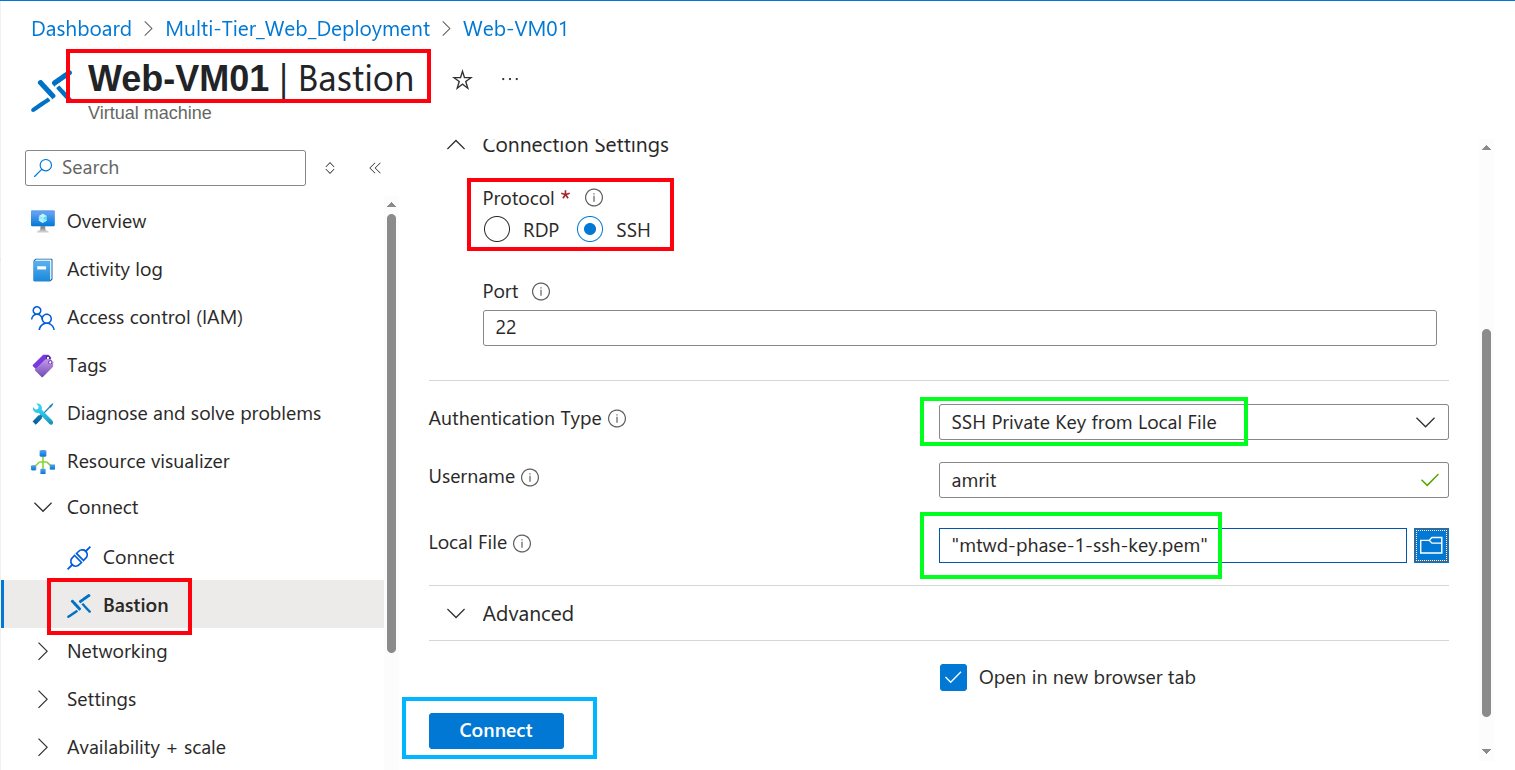 Dashboard > Multi-Tier_Web_Deployment > Web-VM01
Web-VM01 | Bastion
Virtual machine
Search
Overview
Activity log
Access control (IAM)
Tags
Diagnose and solve problems
Resource visualizer
Connect
Connect
Bastion
Networking
Settings
Availability + scale
Connection Settings
Protocol *
RDP SSH
Port
22
Authentication Type
SSH Private Key from Local File
Username
amrit
Local File
"mtwd-phase-1-ssh-key.pem"
Advanced
Open in new browser tab
Connect